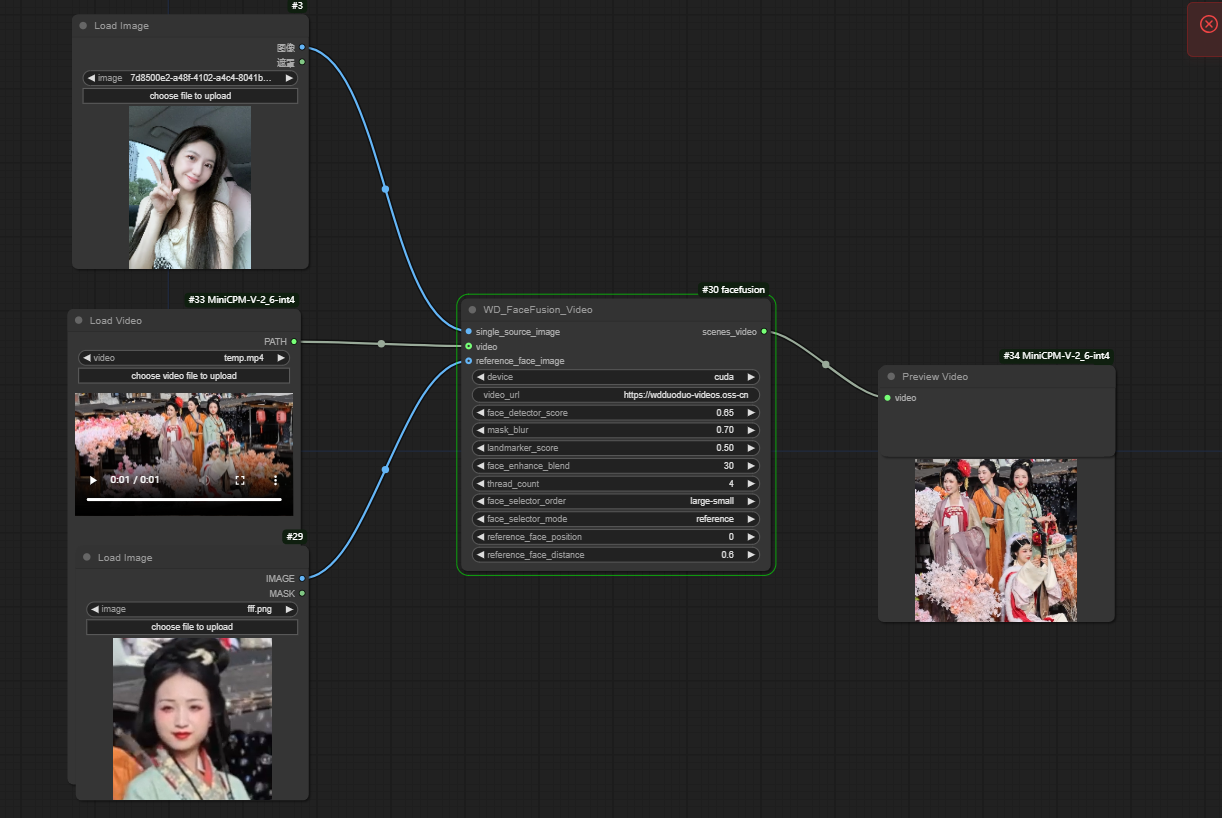 #3
Load Image
图像
遮罩
image 7d8500e2-a48f-4102-a4c4-8041b...
choose file to upload
#33 MiniCPM-V-2_6-int4
Load Video
PATH
video temp.mp4
choose video file to upload
0:01 / 0:01
#29
Load Image
IMAGE
MASK
image fff.png
choose file to upload
#30 facefusion
WD_FaceFusion_Video
single_source_image scenes_video
video
reference_face_image
device cuda
video_url https://wdduoduo-videos.oss-cn
face_detector_score 0.65
mask_blur 0.70
landmarker_score 0.50
face_enhance_blend 30
thread_count 4
face_selector_order large-small
face_selector_mode reference
reference_face_position 0
reference_face_distance 0.6
#34 MiniCPM-V-2_6-int4
Preview Video
video